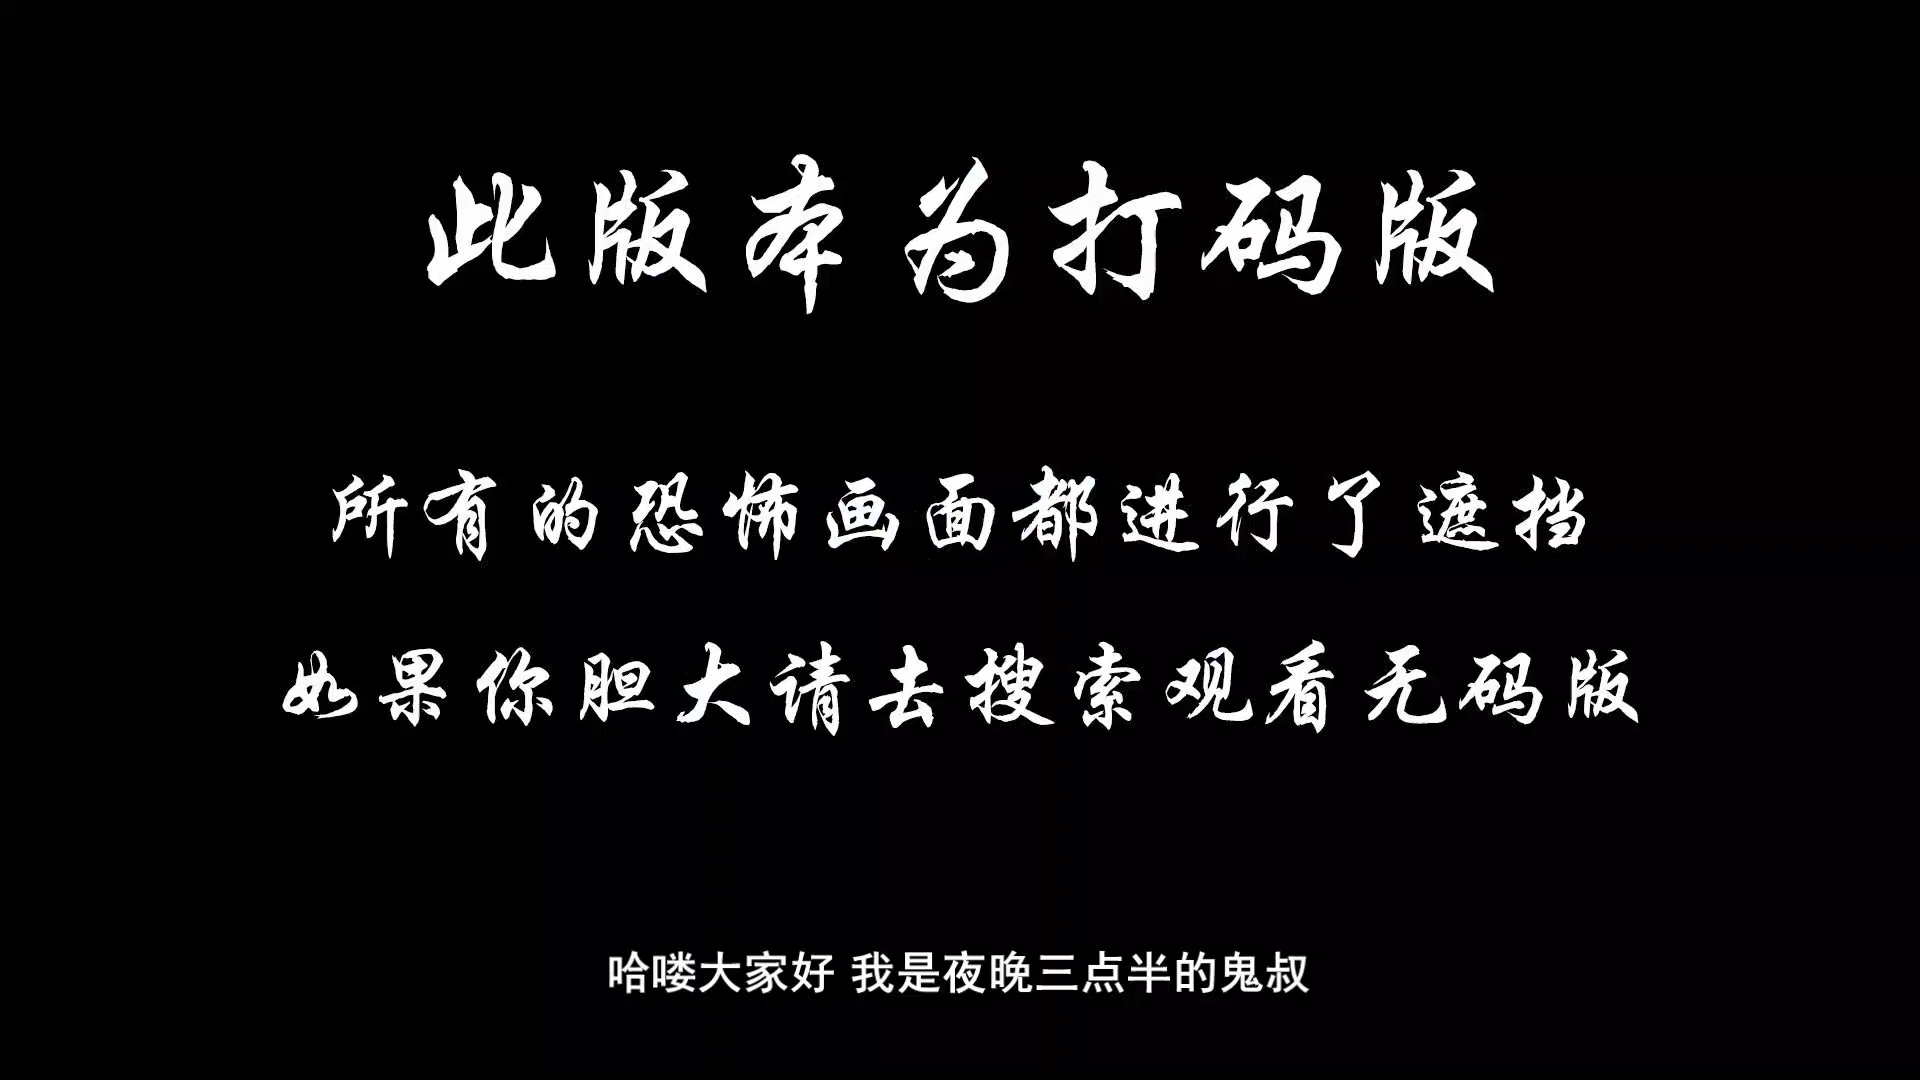 此版本为打码版
所有的恐怖画面都进行了遮挡
如果你胆大请去搜索观看无码版
哈喽大家好 我是夜晚三点半的鬼叔